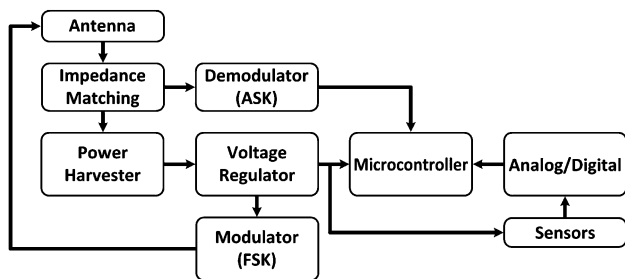 Antenna
Impedance
Matching
Demodulator
(ASK)
Power
Harvester
Voltage
Regulator
Microcontroller
Analog/Digital
Modulator
(FSK)
Sensors